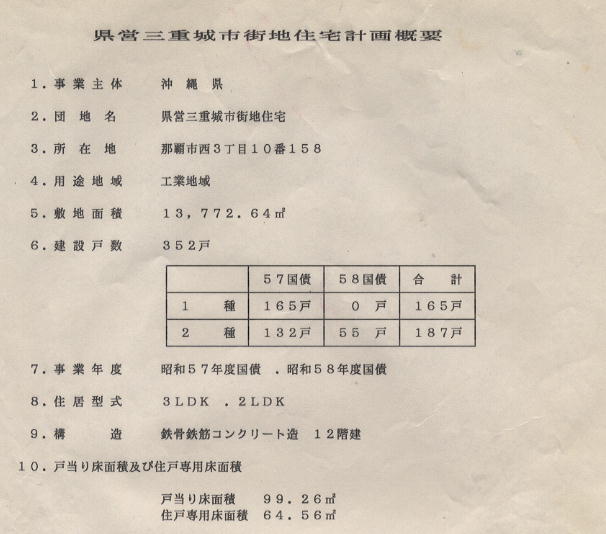 県営三重城市街地住宅計画概要
1．事業主体　沖縄県
2．団地名　県営三重城市街地住宅
3．所在地　那覇市西3丁目10番158
4．用途地域　工業地域
5．敷地面積　13，772．64㎡
6．建設戸数　352戸
57国債　58国債　合計
1種　165戸　0戸　165戸
2種　132戸　55戸　187戸
7．事業年度　昭和57年度国債　．昭和58年度国債
8．住居型式　3LDK　．2LDK
9．構造　鉄骨鉄筋コンクリート造　12階建
10．戸当り床面積及び住戸専用床面積
戸当り床面積　99．26㎡
住戸専用床面積　64．56㎡